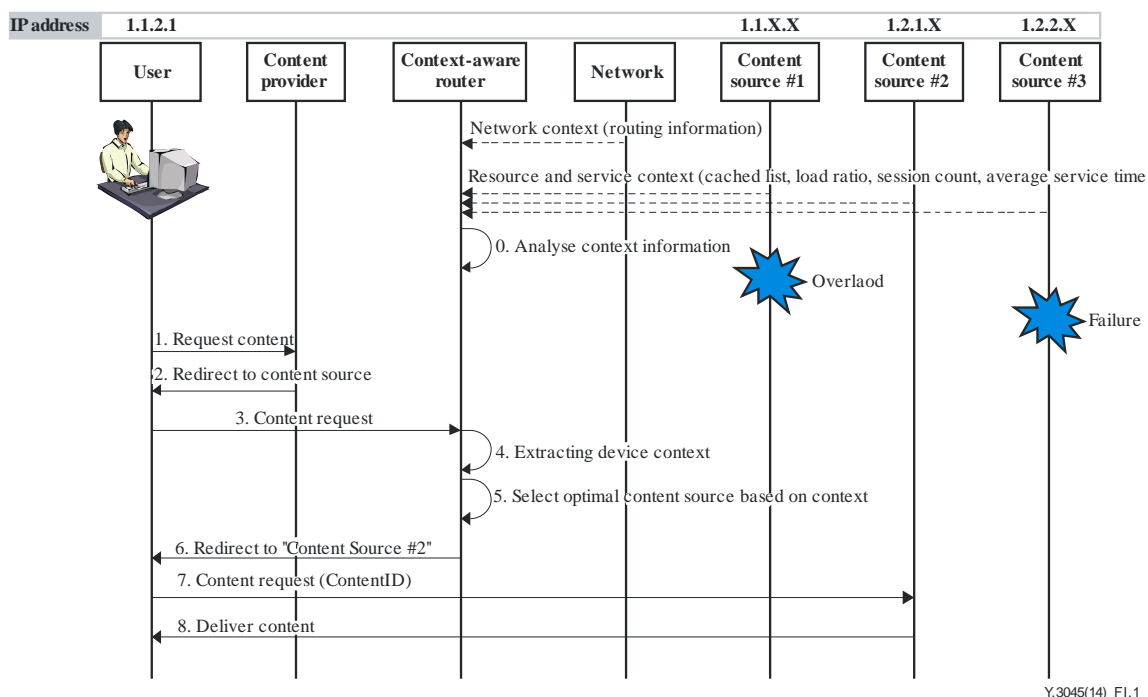 IP address 1.1.2.1 1.1.X.X 1.2.1.X 1.2.2.X
User
Content
provider
Context-aware
router
Network
Content
source #1
Content
source #2
Content
source #3
Network context (routing information)
Resource and service context (cached list, load ratio, session count, average service time
0. Analyse context information
Overlaod
Failure
1. Request content
2. Redirect to content source
3. Content request
4. Extracting device context
5. Select optimal content source based on context
6. Redirect to "Content Source #2"
7. Content request (ContentID)
8. Deliver content
Y.3045(14)_FI.1